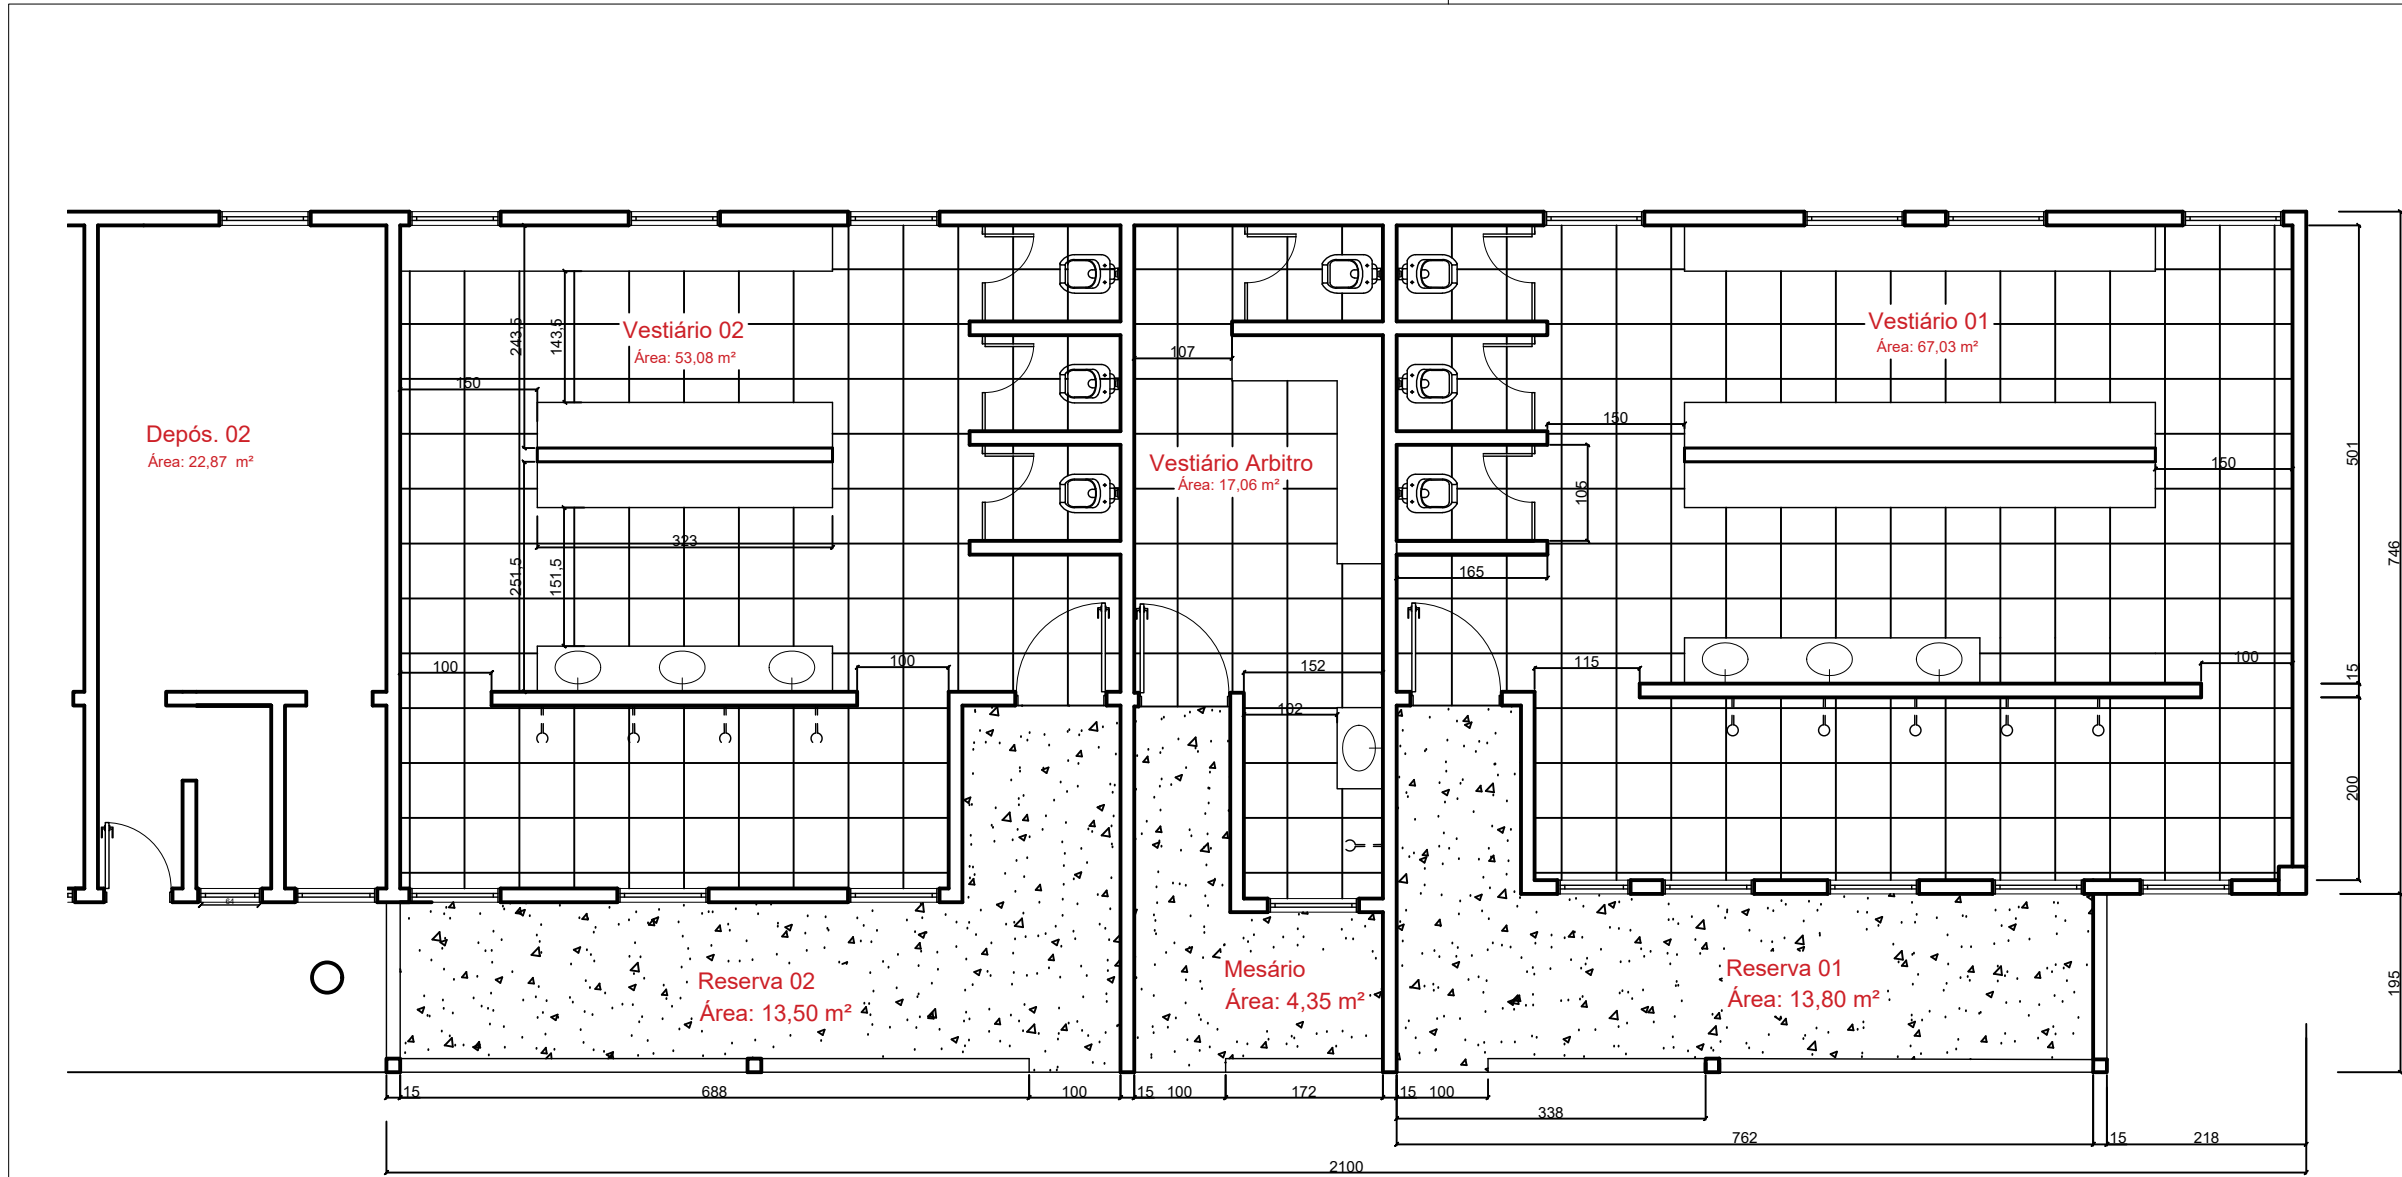 Vestiário 02
Área: 53,08 m²
Vestiário 01
Área: 67,03 m²
Depós. 02
Área: 22,87 m²
Vestiário Arbitro
Área: 17,06 m²
Reserva 02
Área: 13,50 m²
Mesário
Área: 4,35 m²
Reserva 01
Área: 13,80 m²
243,5
143,5
150
107
150
150
501
105
323
251,5
151,5
165
746
100
100
152
115
100
15
102
200
61
195
15
688
100
15
100
172
15
100
338
762
15
218
2100